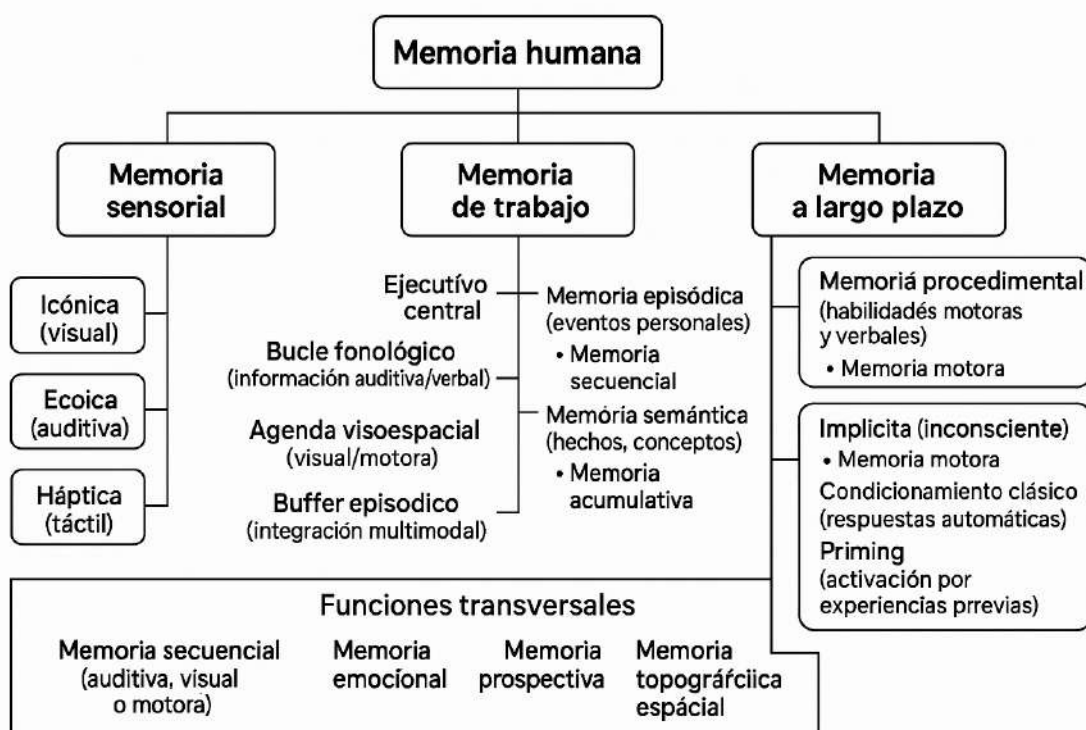 Memoria humana
Memoria
sensorial
Icónica
(vísual)
Ecoica
(auditiva)
Háptica
(táctil)
Memoria
de trabajo
Ejecutívo
central
Bucle fonológico
(información auditiva/verbal)
Agenda visoespacial
(visual/motora)
Buffer episodico
(integración multimodal)
Memoria episódica
(eventos personales)
• Memoria
secuencial
Memória semántica
(hechos, conceptos)
• Memoria
acumulativa
Memoria
a largo plazo
Memoriá procedimental
(habilidadés motoras
y verbales)
• Memoria motora
Implicita (inconsciente)
• Memoria motora
Condicionamiento clásico
(respuestas automáticas)
Priming
(activación por
experiencias prrevias)
Funciones transversales
Memoria secuencial
(auditiva, vísual
o motora)
Memoria
emocíonal
Memoria
prospectiva
Memoria
topográfciica
espácial